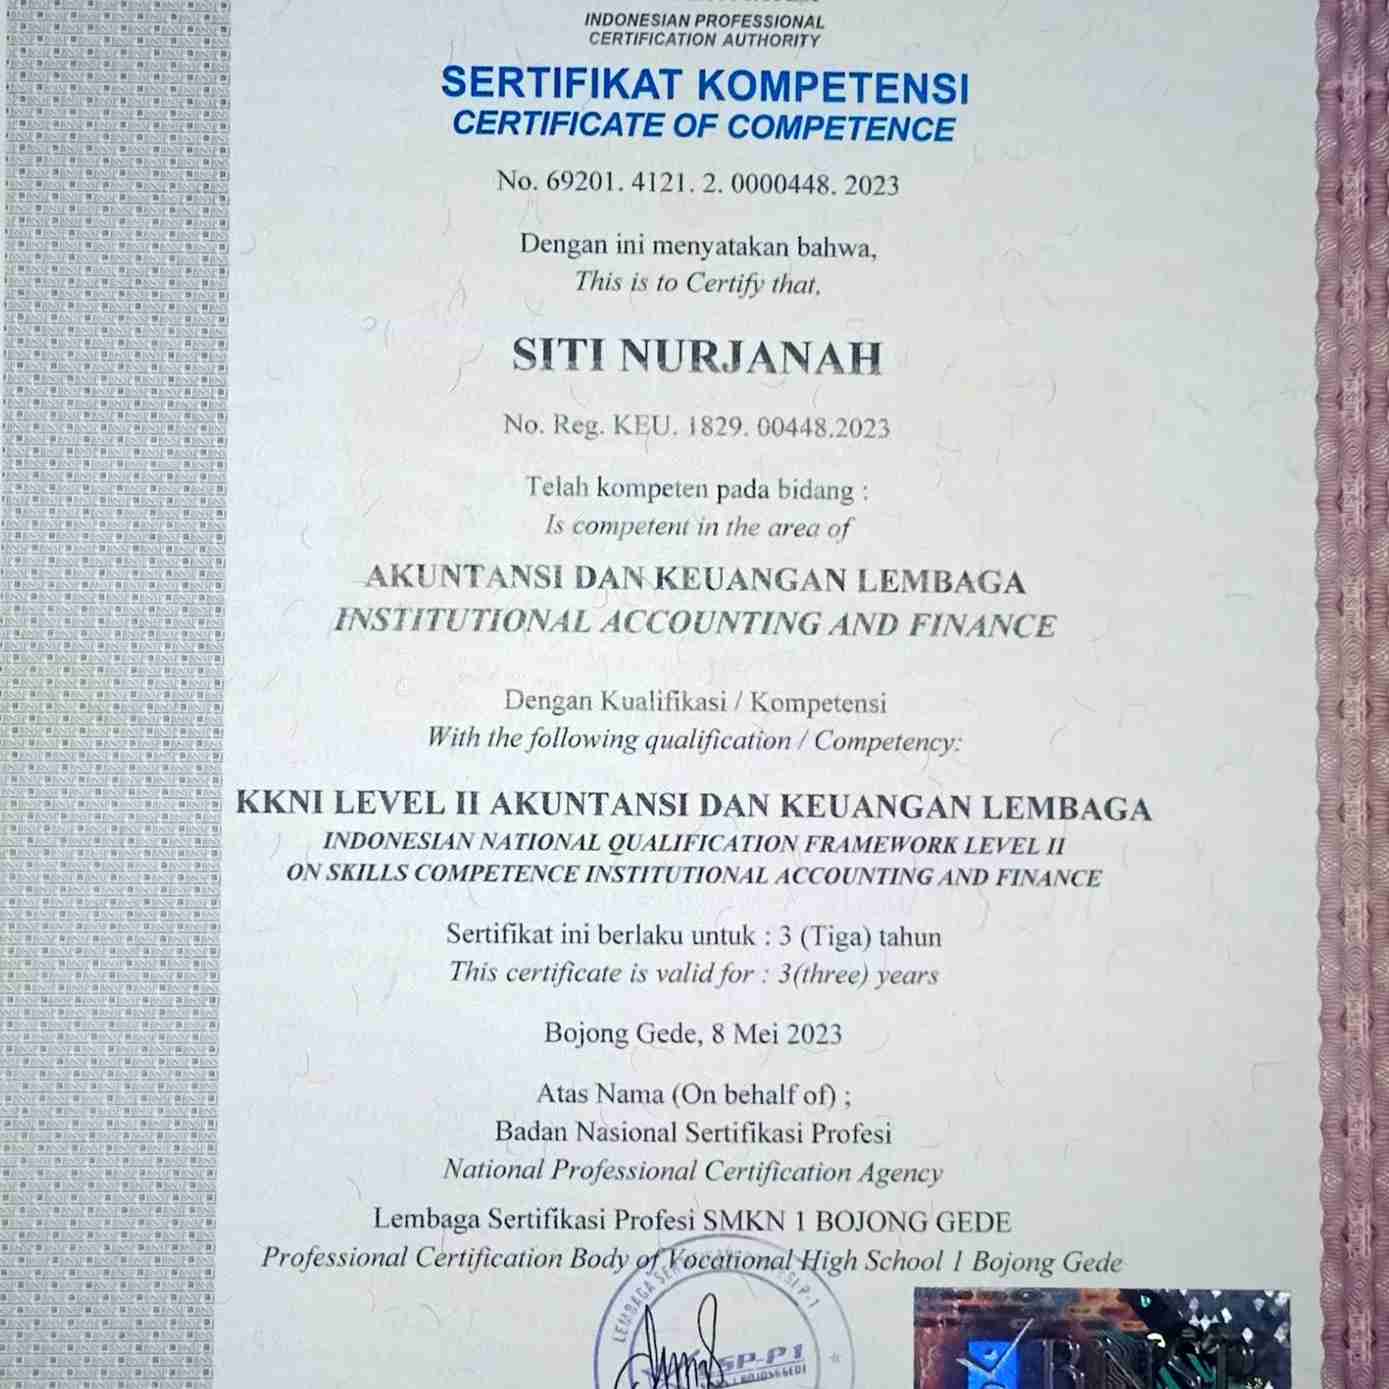 INDONESIAN PROFESSIONAL
CERTIFICATION AUTHORITY
SERTIFIKAT KOMPETENSI
CERTIFICATE OF COMPETENCE
No. 69201. 4121. 2. 0000448. 2023
Dengan ini menyatakan bahwa,
This is to Certify that,
SITI NURJANAH
No. Reg. KEU. 1829. 00448.2023
Telah kompeten pada bidang :
Is competent in the area of
AKUNTANSI DAN KEUANGAN LEMBAGA
INSTITUTIONAL ACCOUNTING AND FINANCE
Dengan Kualifikasi / Kompetensi
With the following qualification / Competency:
KKNI LEVEL II AKUNTANSI DAN KEUANGAN LEMBAGA
INDONESIAN NATIONAL QUALIFICATION FRAMEWORK LEVEL II
ON SKILLS COMPETENCE INSTITUTIONAL ACCOUNTING AND FINANCE
Sertifikat ini berlaku untuk : 3 (Tiga) tahun
This certificate is valid for : 3(three) years
Bojong Gede, 8 Mei 2023
Atas Nama (On behalf of) ;
Badan Nasional Sertifikasi Profesi
National Professional Certification Agency
Lembaga Sertifikasi Profesi SMKN 1 BOJONG GEDE
Professional Certification Body of Vocational High School 1 Bojong Gede
LEMBAGA
P-1
BNSP